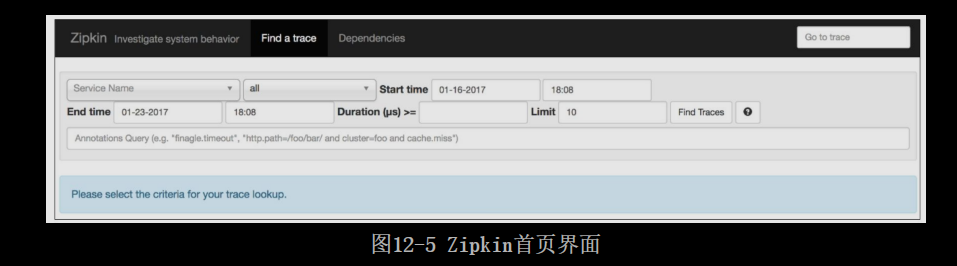 Zipkin Investigate system behavior Find a trace Dependencies Go to trace
Service Name all Start time 01-16-2017 18:08
End time 01-23-2017 18:08 Duration (μs) >= Limit 10 Find Traces ?
Annotations Query (e.g. "finagle.timeout", "http.path=/foo/bar/ and cluster=foo and cache.miss")
Please select the criteria for your trace lookup.
图12-5 Zipkin首页界面